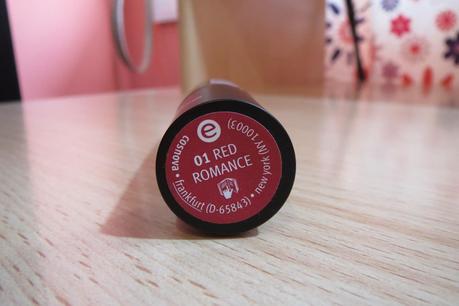 e
01 RED
ROMANCE
cosnova • frankfurt (D-65843) • new york (NY 10003)